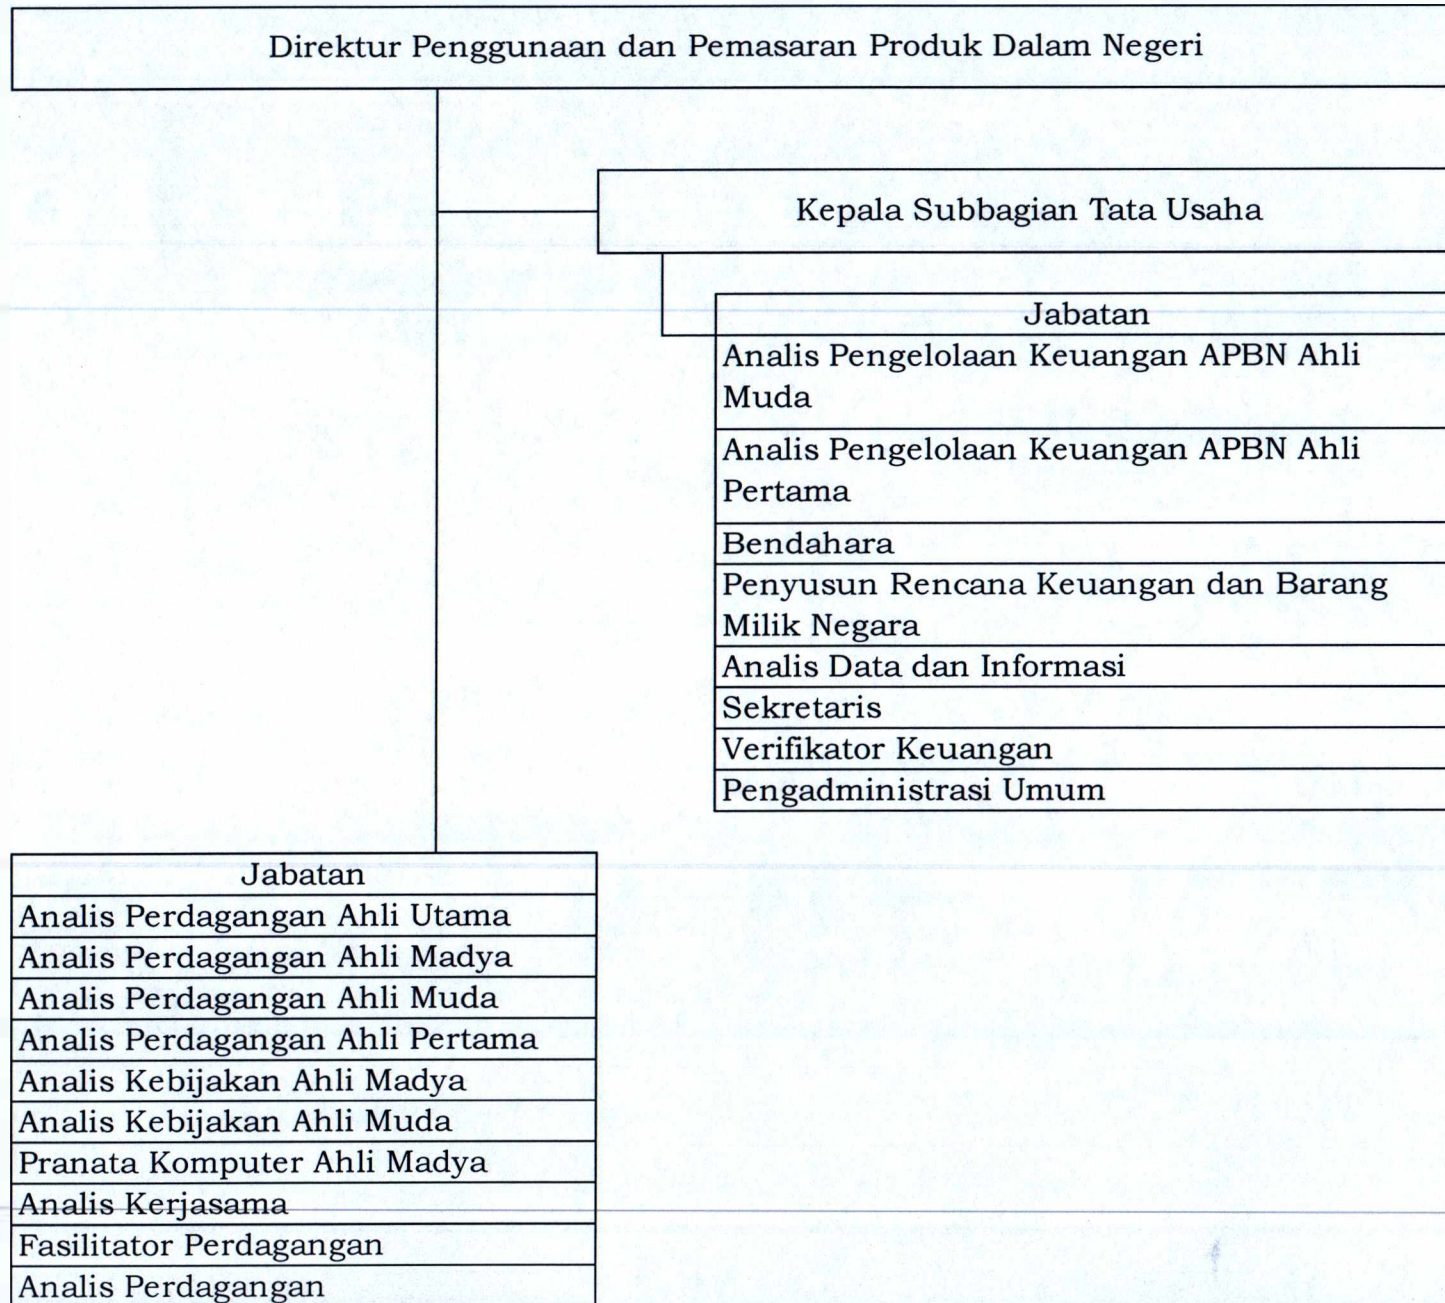 Direktur Penggunaan dan Pemasaran Produk Dalam Negeri
Kepala Subbagian Tata Usaha
Jabatan
Analis Pengelolaan Keuangan APBN Ahli
Muda
Analis Pengelolaan Keuangan APBN Ahli
Pertama
Bendahara
Penyusun Rencana Keuangan dan Barang
Milik Negara
Analis Data dan Informasi
Sekretaris
Verifikator Keuangan
Pengadministrasi Umum
Jabatan
Analis Perdagangan Ahli Utama
Analis Perdagangan Ahli Madya
Analis Perdagangan Ahli Muda
Analis Perdagangan Ahli Pertama
Analis Kebijakan Ahli Madya
Analis Kebijakan Ahli Muda
Pranata Komputer Ahli Madya
Analis Kerjasama
Fasilitator Perdagangan
Analis Perdagangan